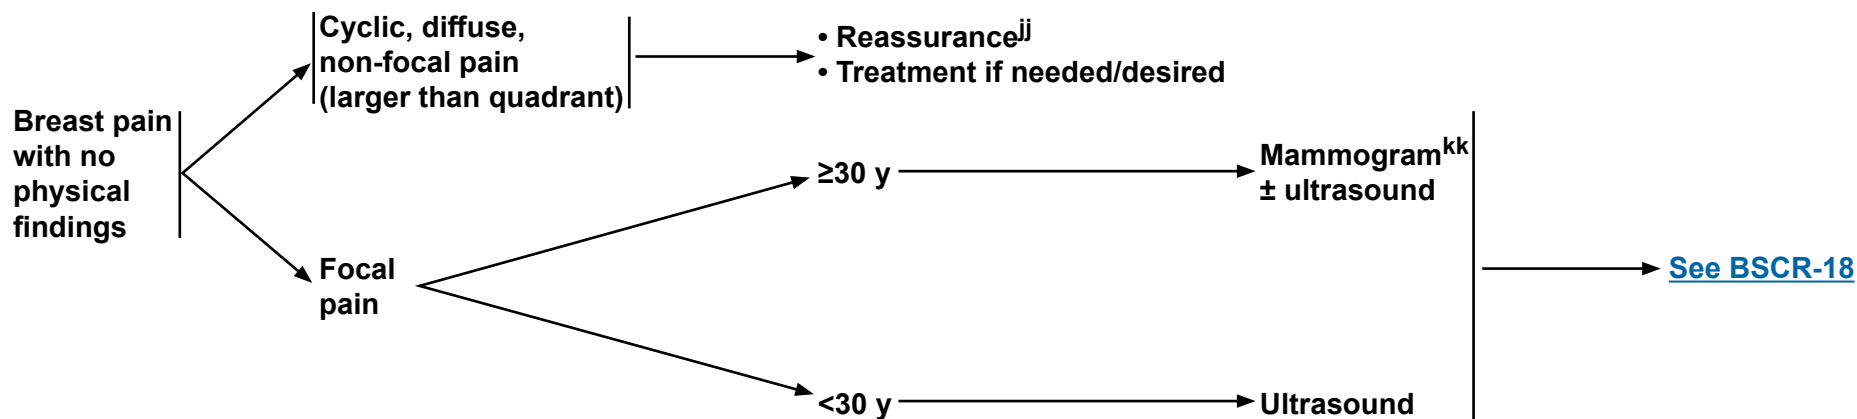 Breast pain
with no
physical
findings
Cyclic, diffuse,
non-focal pain
(larger than quadrant)
• Reassurancejj
• Treatment if needed/desired
Focal
pain
≥30 y
Mammogramkk
± ultrasound
<30 y
Ultrasound
See BSCR-18